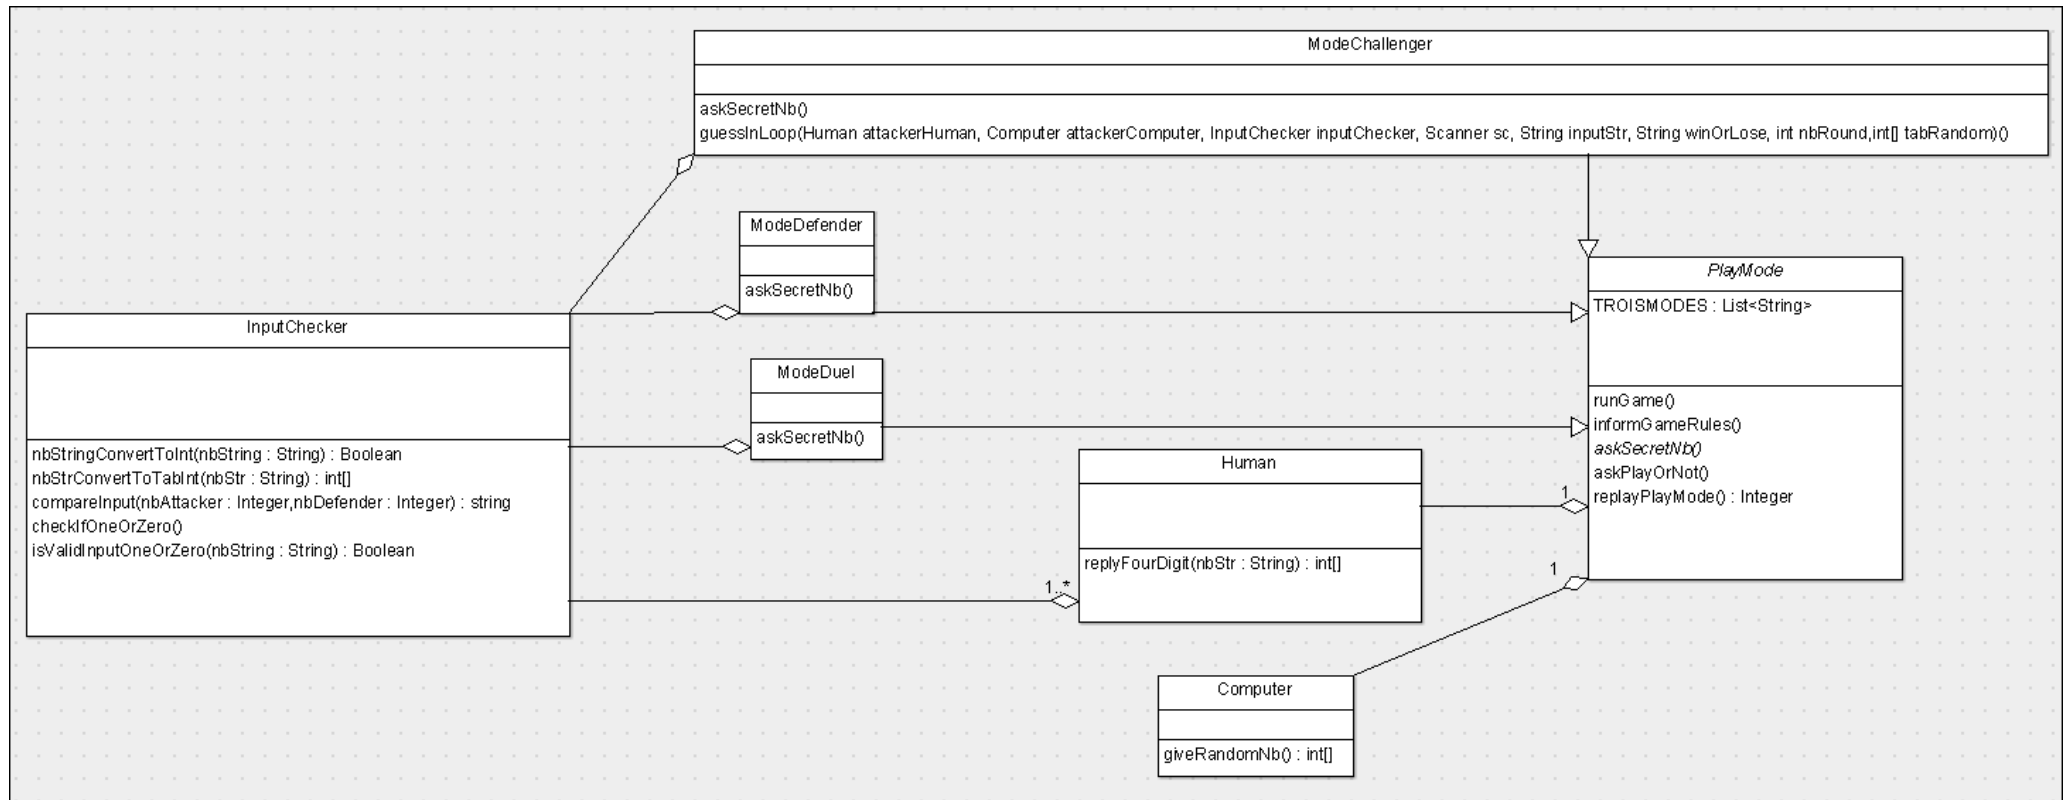 ModeChallenger
askSecretNb()
guessInLoop(Human attackerHuman, Computer attackerComputer, InputChecker inputChecker, Scanner sc, String inputStr, String winOrLose, int nbRound,int[] tabRandom)()
ModeDefender
askSecretNb()
PlayMode
TROISMODES : List<String>
runGame()
informGameRules()
askSecretNb()
askPlayOrNot()
replayPlayMode() : Integer
InputChecker
nbStringConvertToInt(nbString : String) : Boolean
nbStrConvertToTabInt(nbStr : String) : int[]
compareInput(nbAttacker : Integer,nbDefender : Integer) : string
checkIfOneOrZero()
isValidInputOneOrZero(nbString : String) : Boolean
ModeDuel
askSecretNb()
Human
replyFourDigit(nbStr : String) : int[]
1
1..*
1
Computer
giveRandomNb() : int[]